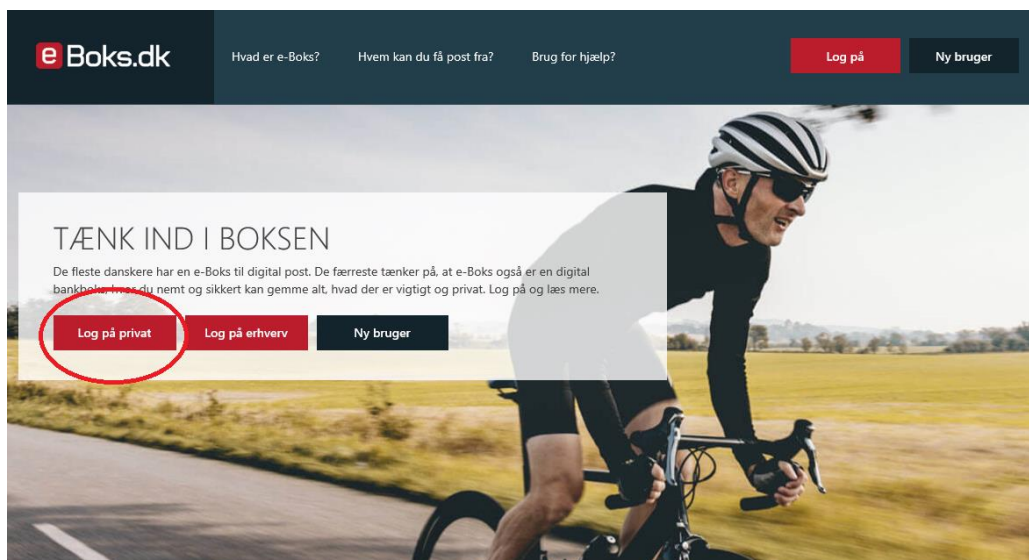 e Boks.dk
Hvad er e-Boks?
Hvem kan du få post fra?
Brug for hjælp?
Log på
Ny bruger
TÆNK IND I BOKSEN
De fleste danskere har en e-Boks til digital post. De færreste tænker på, at e-Boks også er en digital
bankboks, hvor du nemt og sikkert kan gemme alt, hvad der er vigtigt og privat. Log på og læs mere.
Log på privat
Log på erhverv
Ny bruger